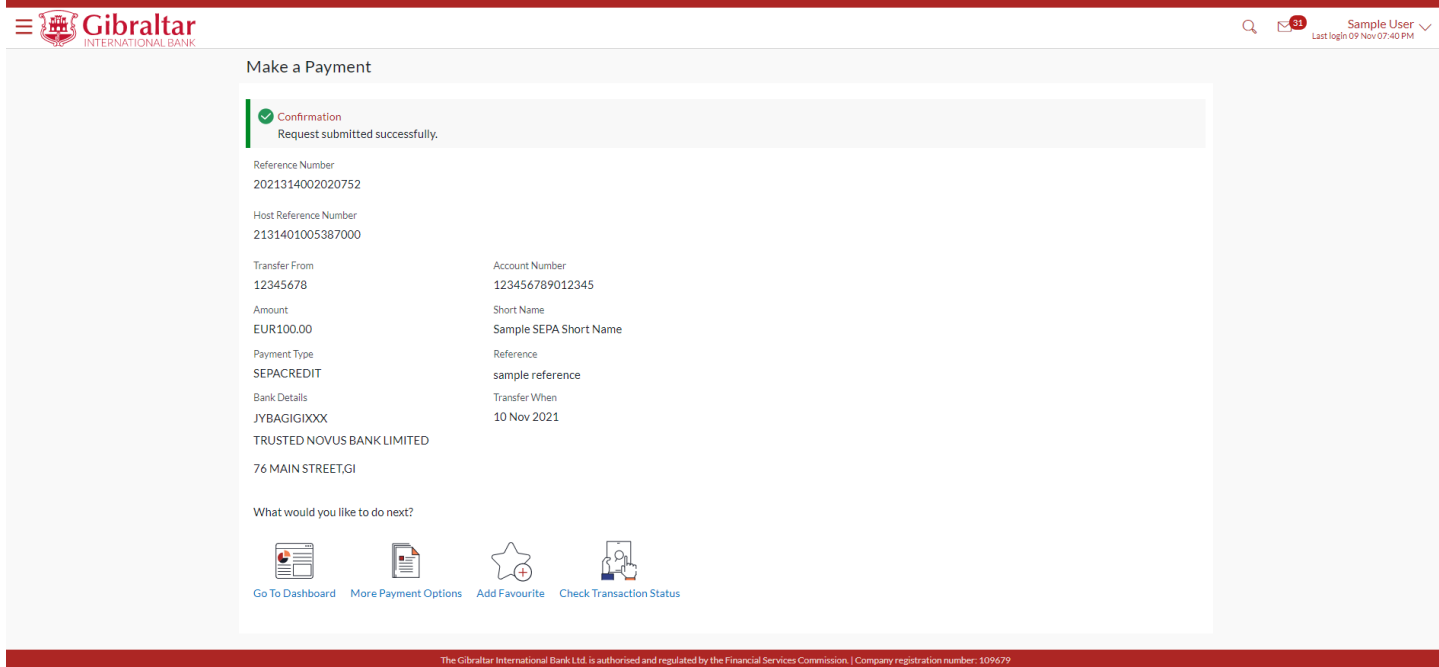 Gibraltar
INTERNATIONAL BANK
31
Sample User
Last login 09 Nov 07:40 PM
Make a Payment
Confirmation
Request submitted successfully.
Reference Number
2021314002020752
Host Reference Number
2131401005387000
Transfer From
12345678
Account Number
123456789012345
Amount
EUR100.00
Short Name
Sample SEPA Short Name
Payment Type
SEPACREDIT
Reference
sample reference
Bank Details
JYBAGIGIXXX
TRUSTED NOVUS BANK LIMITED
76 MAIN STREET,GI
Transfer When
10 Nov 2021
What would you like to do next?
Go To Dashboard
More Payment Options
Add Favourite
Check Transaction Status
The Gibraltar International Bank Ltd. is authorised and regulated by the Financial Services Commission. | Company registration number: 109679